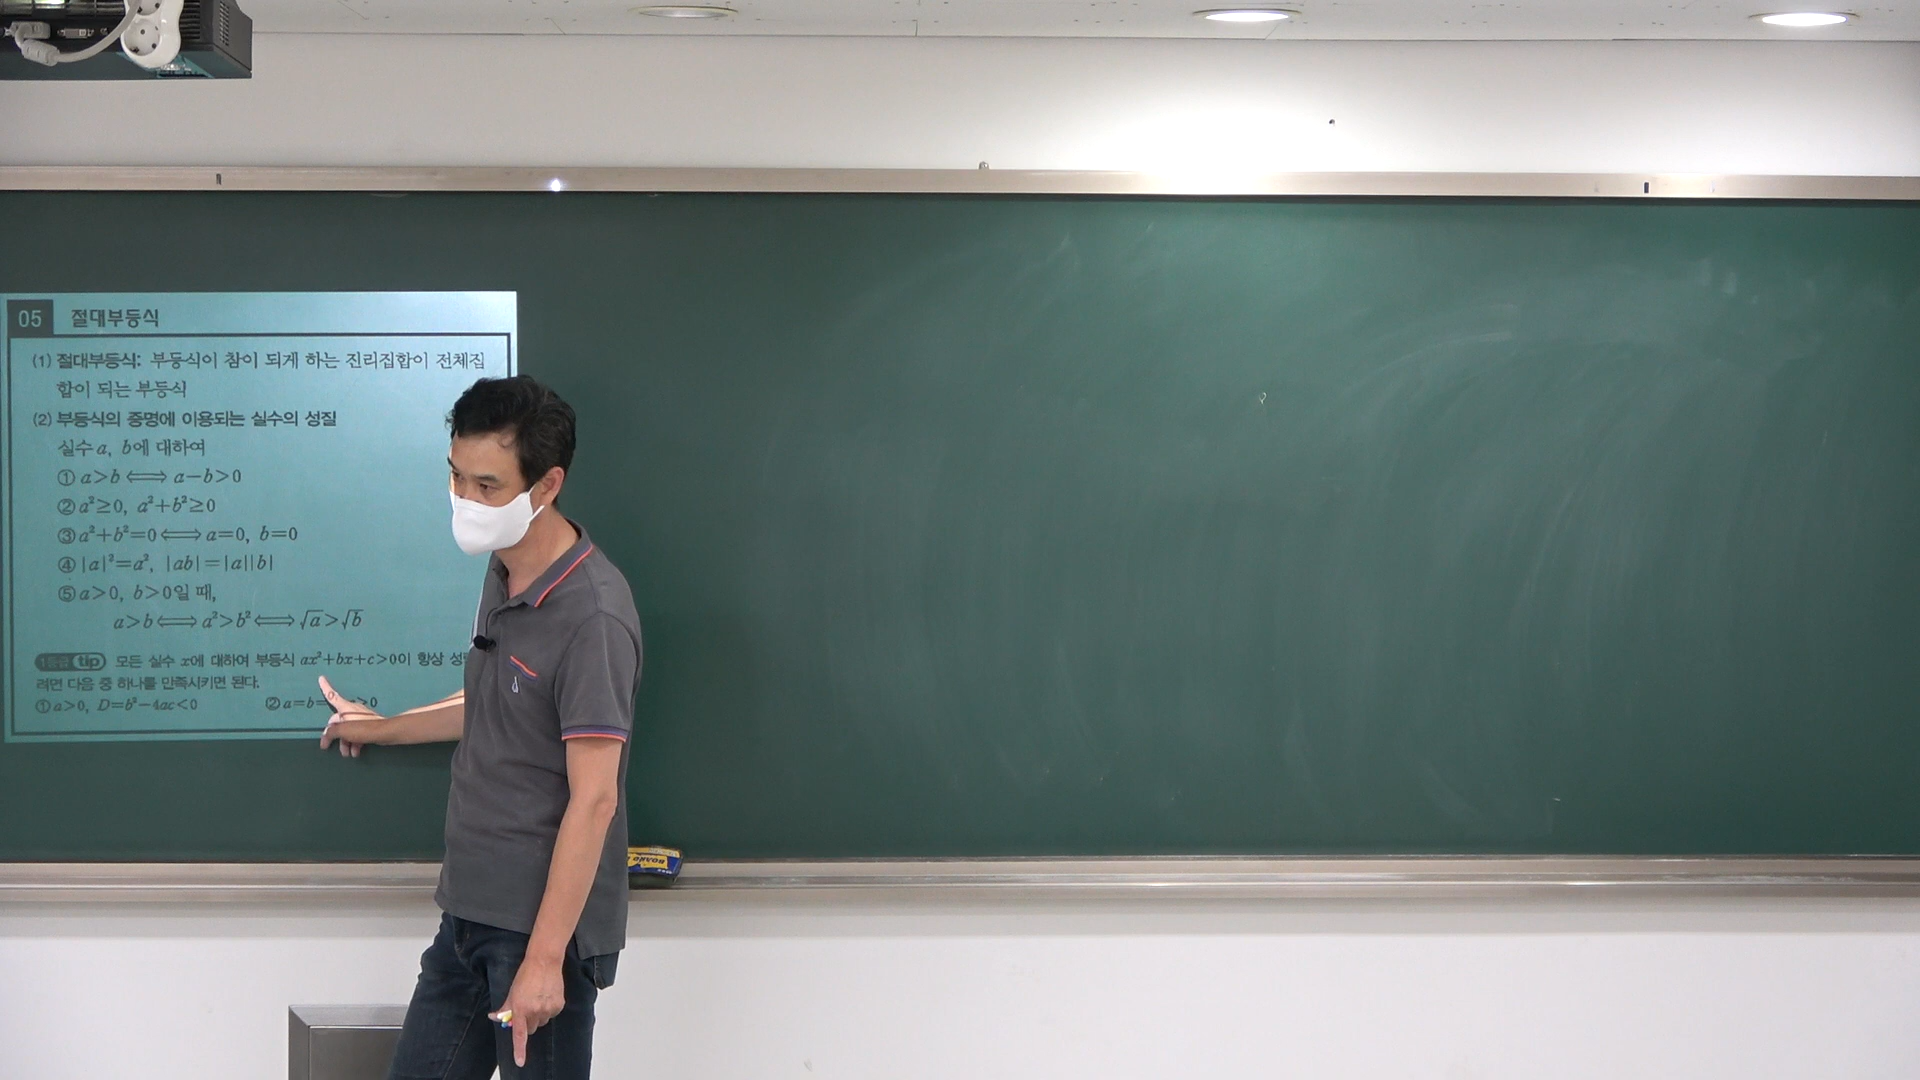 05 절대부등식
(1) 절대부등식: 부등식이 참이 되게 하는 진리집합이 전체집
합이 되는 부등식
(2) 부등식의 증명에 이용되는 실수의 성질
실수 a, b에 대하여
① a>b ⟺ a−b>0
② a²≥0, a²+b²≥0
③ a²+b²=0 ⟺ a=0, b=0
④ |a|²=a², |ab|=|a||b|
⑤ a>0, b>0일 때,
a>b ⟺ a²>b² ⟺ √a>√b
1등급 tip 모든 실수 x에 대하여 부등식 ax²+bx+c>0이 항상
려면 다음 중 하나를 만족시키면 된다.
① a>0, D=b²−4ac<0 ② a=b= >0
BOARD